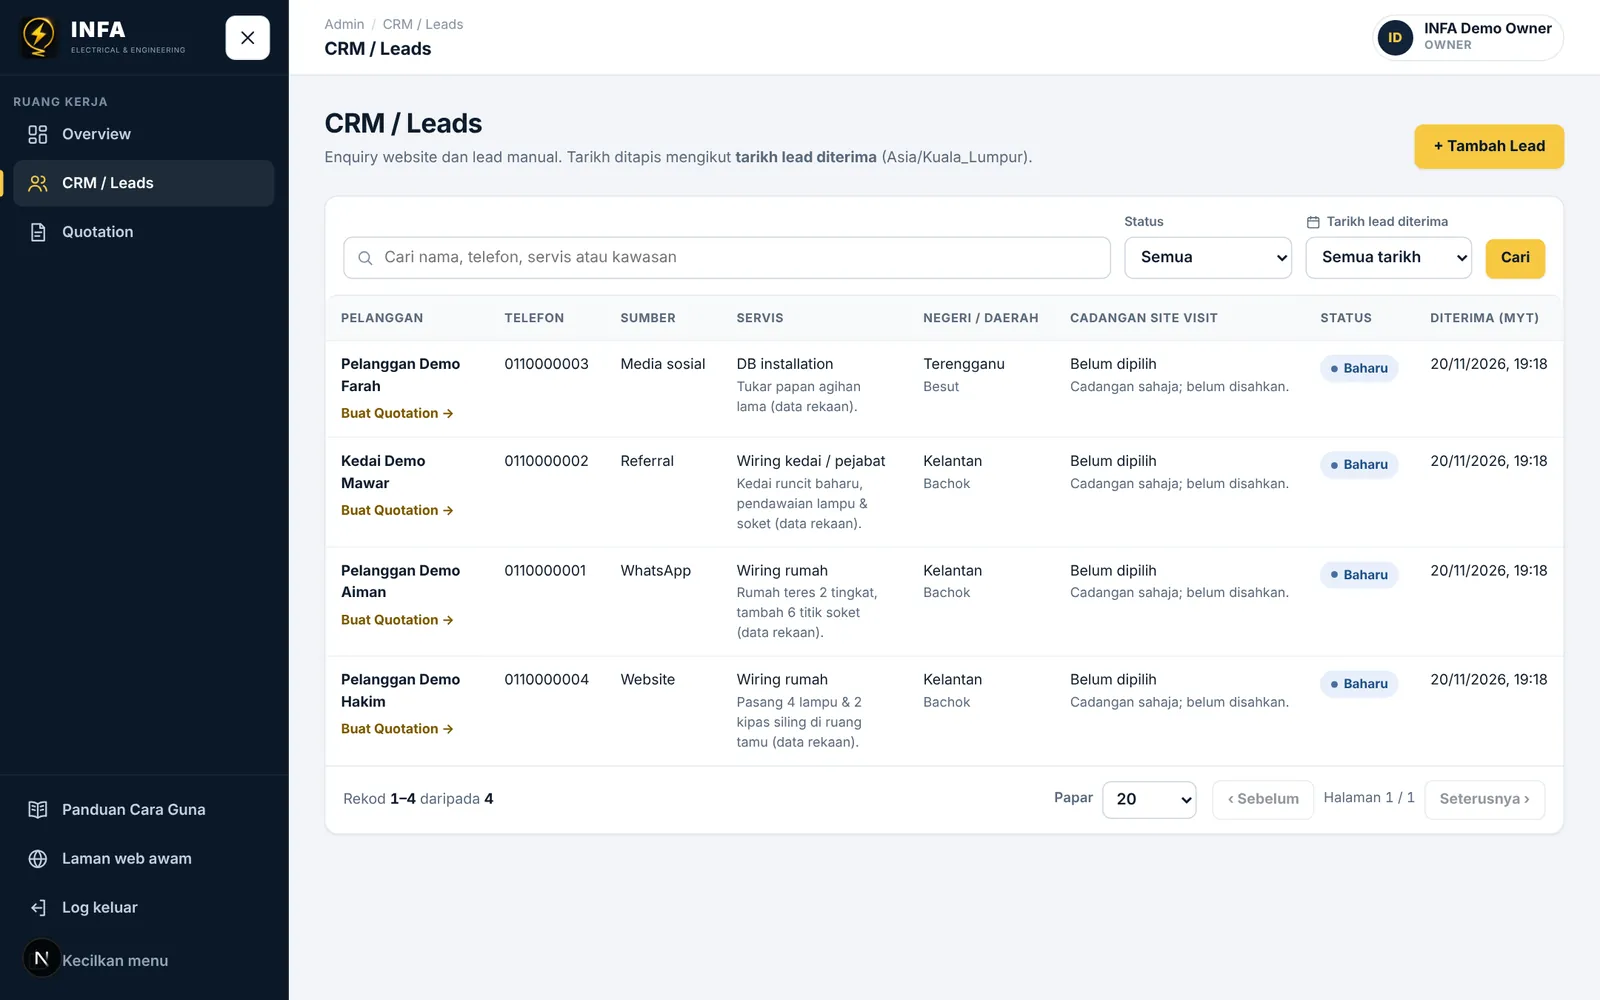 INFA
ELECTRICAL & ENGINEERING
RUANG KERJA
Overview
CRM / Leads
Quotation
Panduan Cara Guna
Laman web awam
Log keluar
N
Kecilkan menu
Admin / CRM / Leads
CRM / Leads
ID
INFA Demo Owner
OWNER
CRM / Leads
Enquiry website dan lead manual. Tarikh ditapis mengikut tarikh lead diterima (Asia/Kuala_Lumpur).
+ Tambah Lead
Status
Tarikh lead diterima
Cari nama, telefon, servis atau kawasan
Semua
Semua tarikh
Cari
PELANGGAN TELEFON SUMBER SERVIS NEGERI / DAERAH CADANGAN SITE VISIT STATUS DITERIMA (MYT)
Pelanggan Demo 0110000003 Media sosial DB installation Terengganu Belum dipilih Baharu 20/11/2026, 19:18
Farah Tukar papan agihan Besut Cadangan sahaja; belum disahkan.
lama (data rekaan).
Buat Quotation →
Kedai Demo 0110000002 Referral Wiring kedai / pejabat Kelantan Belum dipilih Baharu 20/11/2026, 19:18
Mawar Kedai runcit baharu, Bachok Cadangan sahaja; belum disahkan.
pendawaian lampu &
Buat Quotation → soket (data rekaan).
Pelanggan Demo 0110000001 WhatsApp Wiring rumah Kelantan Belum dipilih Baharu 20/11/2026, 19:18
Aiman Rumah teres 2 tingkat, Bachok Cadangan sahaja; belum disahkan.
tambah 6 titik soket
Buat Quotation → (data rekaan).
Pelanggan Demo 0110000004 Website Wiring rumah Kelantan Belum dipilih Baharu 20/11/2026, 19:18
Hakim Pasang 4 lampu & 2 Bachok Cadangan sahaja; belum disahkan.
kipas siling di ruang
Buat Quotation → tamu (data rekaan).
Rekod 1–4 daripada 4
Papar 20 ‹ Sebelum Halaman 1 / 1 Seterusnya ›